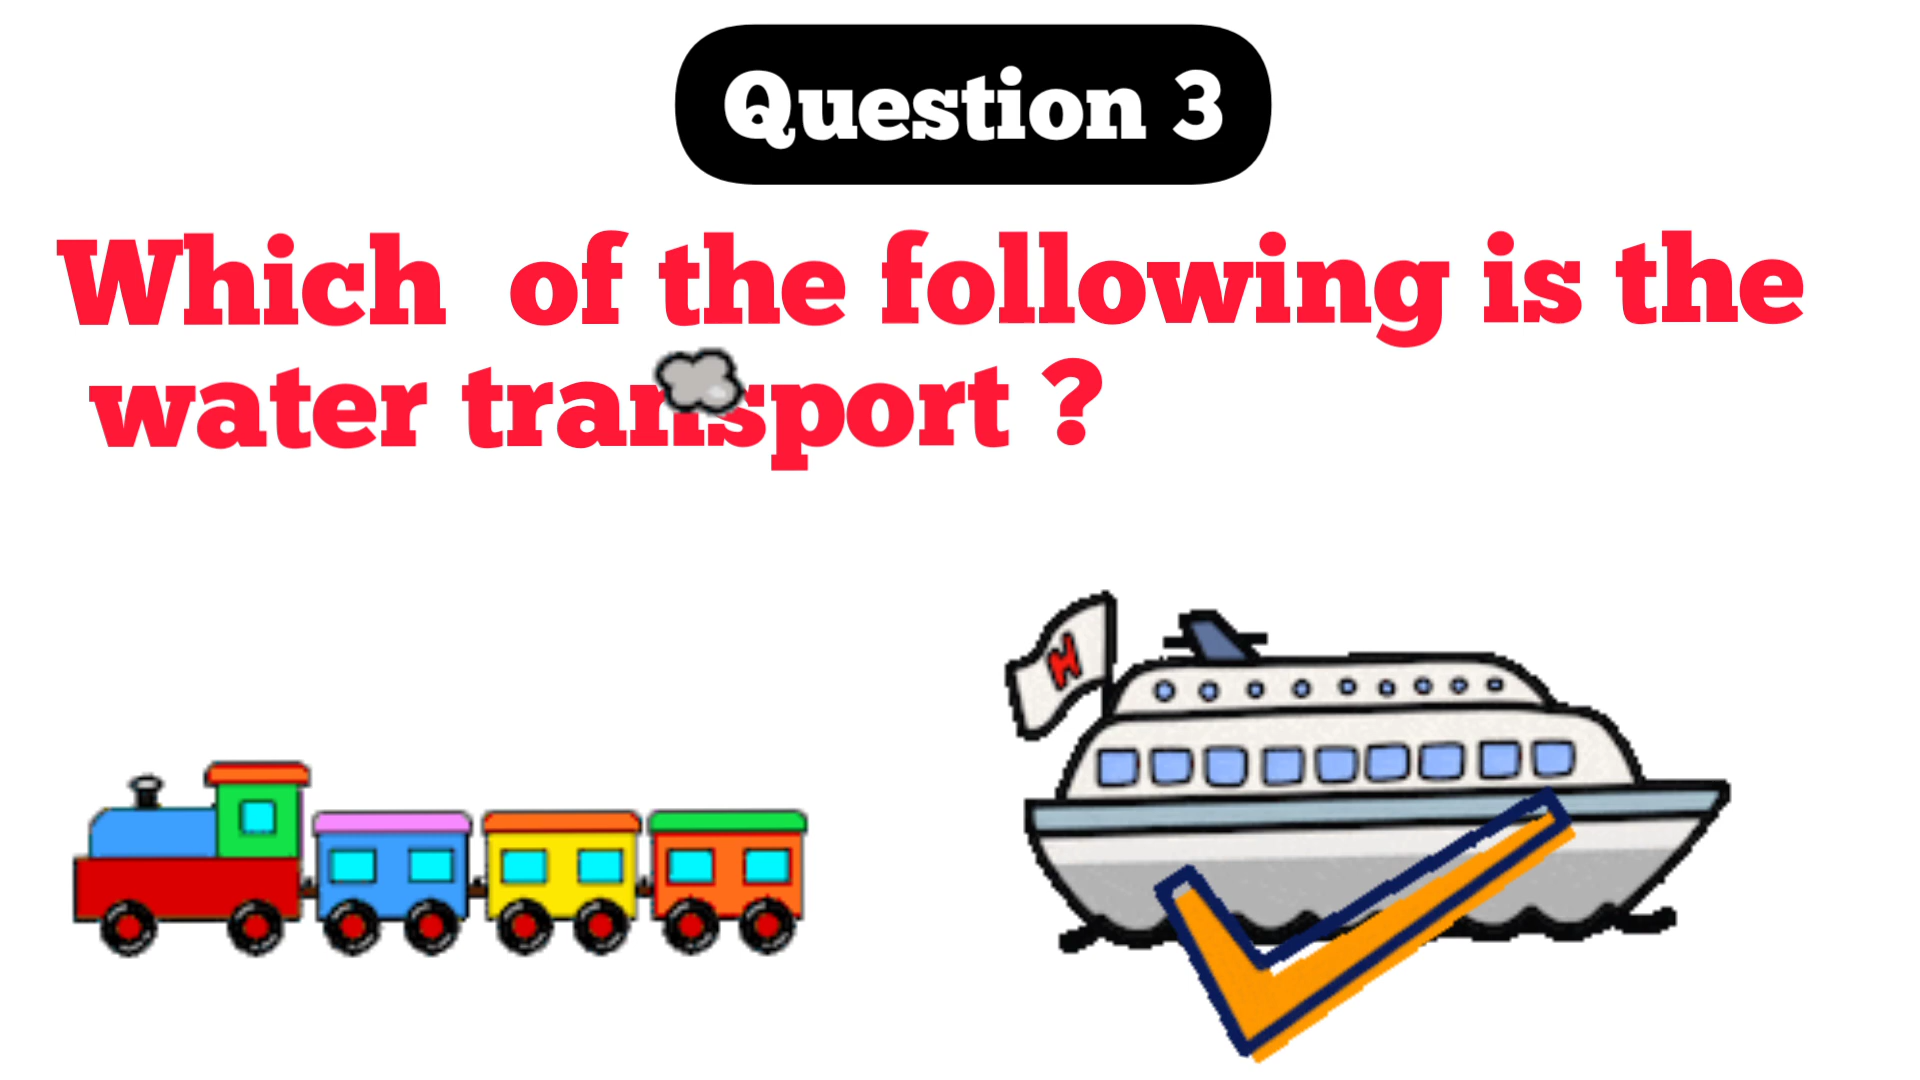 Question 3
Which of the following is the
water transport ?
H